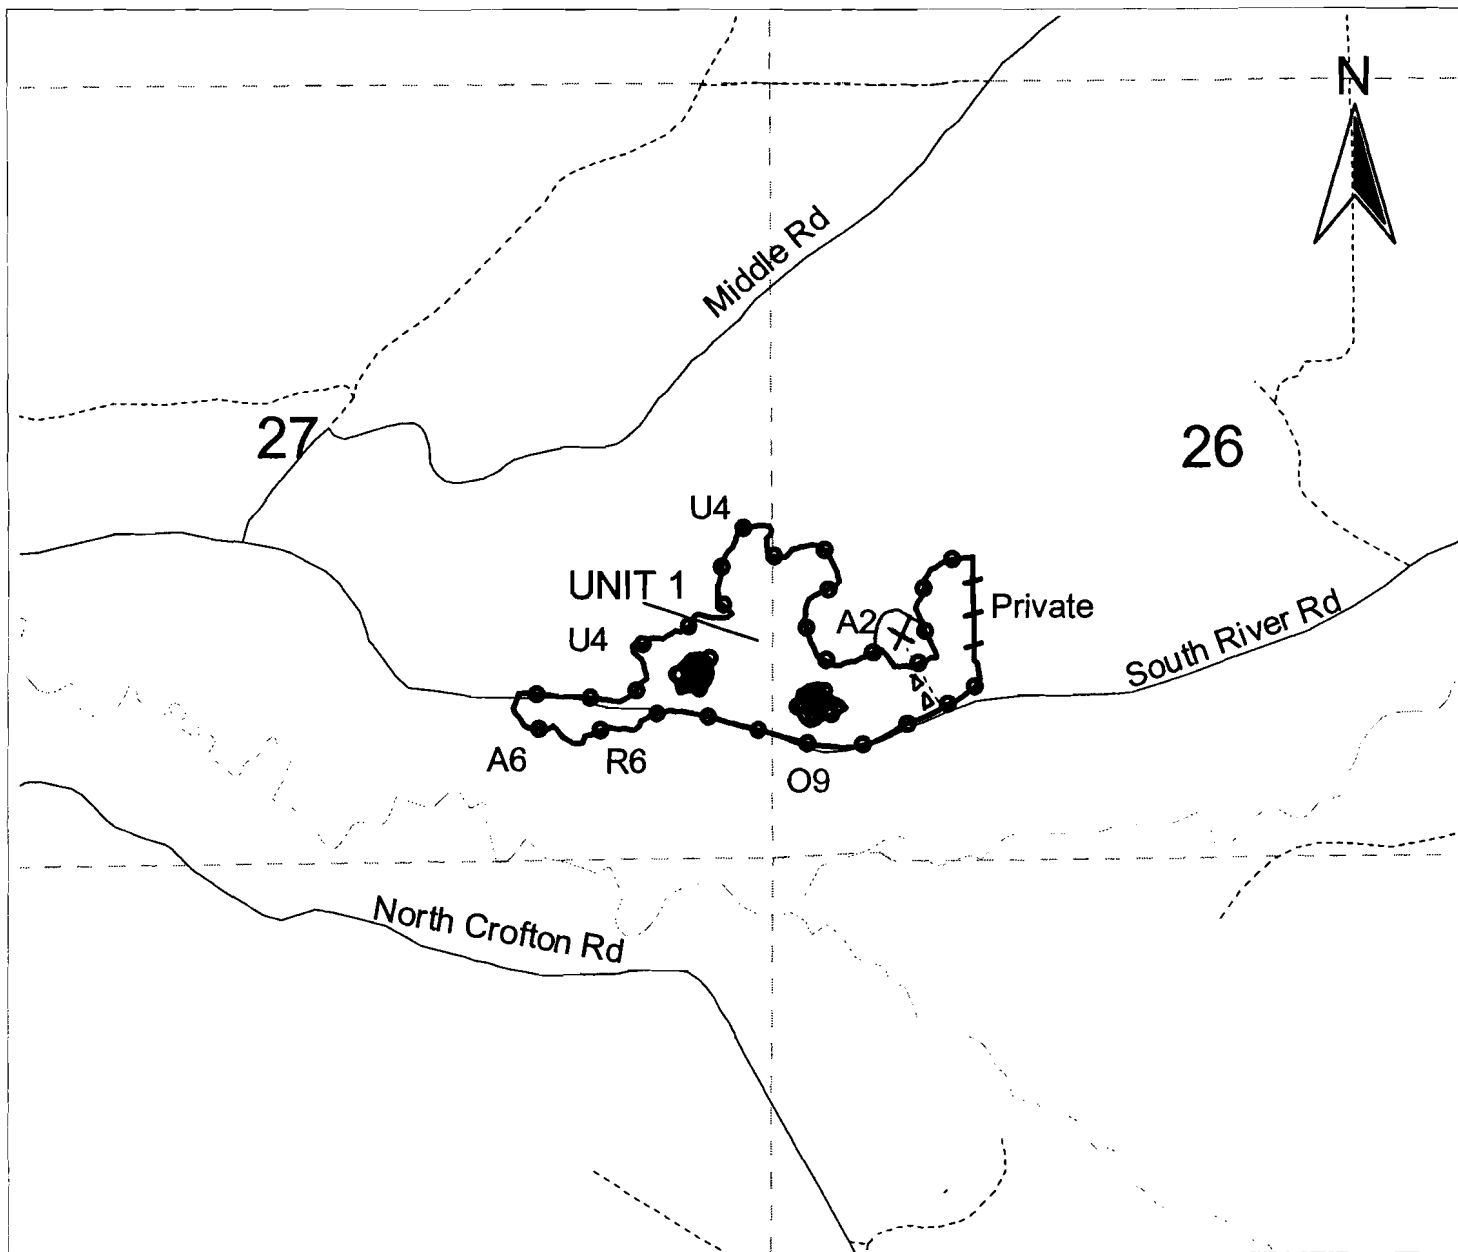 N
Middle Rd
27
26
U4
UNIT 1
Private
A2
U4
South River Rd
A6
R6
O9
North Crofton Rd